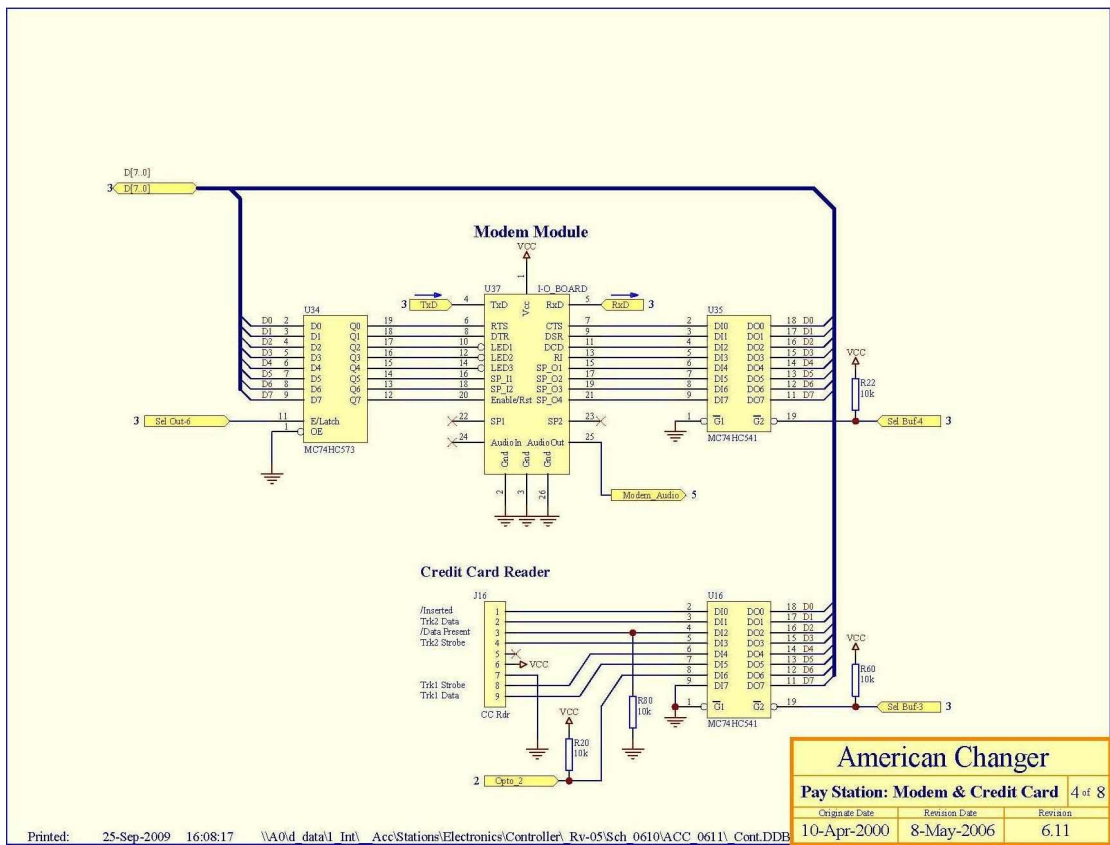 D[7..0]
3 D[7..0]
Modem Module
VCC
1
U37 I-O_BOARD
3 TxD 4 TxD Vcc RxD 5 RxD 3
U34
D0 2 D0 Q0 19 6 RTS CTS 7
D1 3 D1 Q1 18 8 DTR DSR 9
D2 4 D2 Q2 17 10 LED1 DCD 11
D3 5 D3 Q3 16 12 LED2 RI 13
D4 6 D4 Q4 15 14 LED3 SP_O1 15
D5 7 D5 Q5 14 16 SP_I1 SP_O2 17
D6 8 D6 Q6 13 18 SP_I2 SP_O3 19
D7 9 D7 Q7 12 20 Enable/Rst SP_O4 21
3 Sel Out-6 11 E/Latch
1 OE
MC74HC573
22 SP1 SP2 23
24 Audio In Audio Out 25
Gnd Gnd Gnd
2 3 26
Modem_Audio 5
U35
2 DI0 DO0 18 D0
3 DI1 DO1 17 D1
4 DI2 DO2 16 D2
5 DI3 DO3 15 D3
6 DI4 DO4 14 D4
7 DI5 DO5 13 D5
8 DI6 DO6 12 D6
9 DI7 DO7 11 D7
1 G1 G2 19
MC74HC541
VCC
R22
10k
Sel Buf-4 3
Credit Card Reader
J16
/Inserted 1
Trk2 Data 2
/Data Present 3
Trk2 Strobe 4
5
6 VCC
7
Trk1 Strobe 8
Trk1 Data 9
CC Rdr
U16
2 DI0 DO0 18 D0
3 DI1 DO1 17 D1
4 DI2 DO2 16 D2
5 DI3 DO3 15 D3
6 DI4 DO4 14 D4
7 DI5 DO5 13 D5
8 DI6 DO6 12 D6
9 DI7 DO7 11 D7
1 G1 G2 19
MC74HC541
VCC
R60
10k
Sel Buf-3 3
R80
10k
VCC
R20
10k
2 Opto_2
American Changer
Pay Station: Modem & Credit Card 4 of 8
Originate Date Revision Date Revision
10-Apr-2000 8-May-2006 6.11
Printed: 25-Sep-2009 16:08:17 \\A0\d_data\1_Int\_Acc\Stations\Electronics\Controller\_Rv-05\Sch_0610\ACC_0611\_Cont.DDB